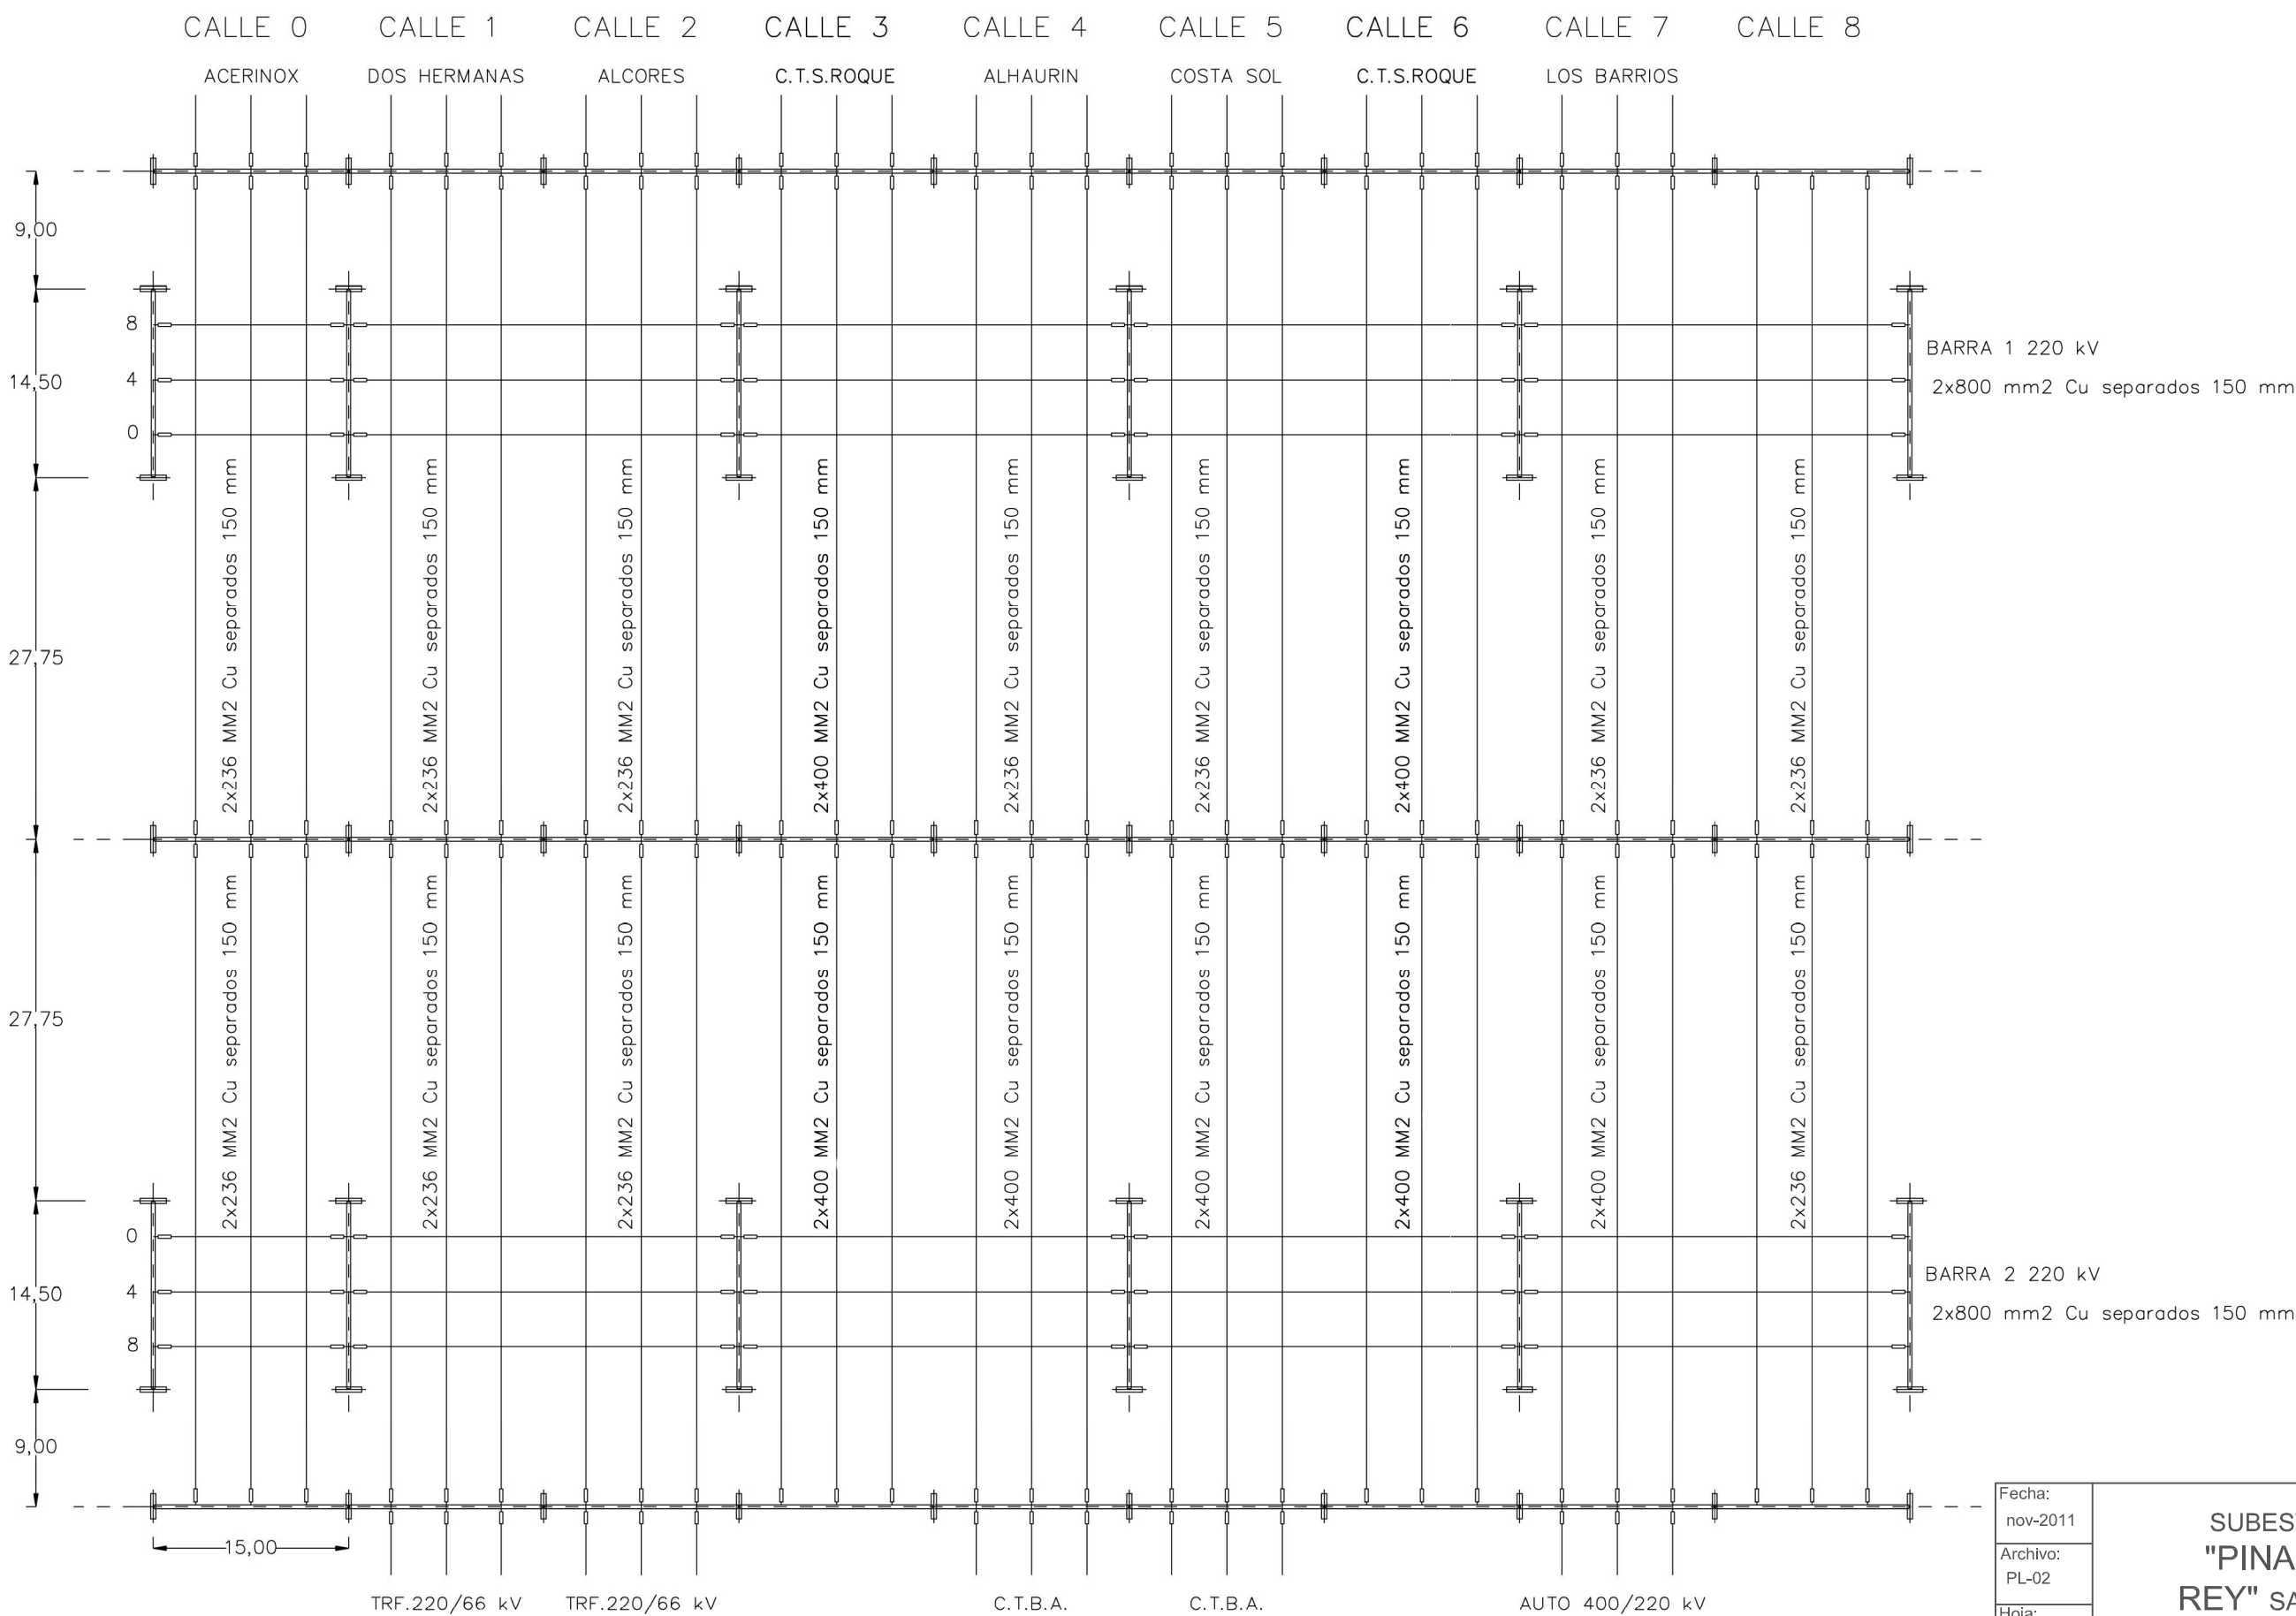 CALLE 0 CALLE 1 CALLE 2 CALLE 3 CALLE 4 CALLE 5 CALLE 6 CALLE 7 CALLE 8
ACERINOX DOS HERMANAS ALCORES C.T.S.ROQUE ALHAURIN COSTA SOL C.T.S.ROQUE LOS BARRIOS
9,00
14,50
8
4
0
BARRA 1 220 kV
2x800 mm2 Cu separados 150 mm
27,75
2x236 MM2 Cu separados 150 mm
2x236 MM2 Cu separados 150 mm
2x236 MM2 Cu separados 150 mm
2x400 MM2 Cu separados 150 mm
2x236 MM2 Cu separados 150 mm
2x236 MM2 Cu separados 150 mm
2x400 MM2 Cu separados 150 mm
2x236 MM2 Cu separados 150 mm
2x236 MM2 Cu separados 150 mm
27,75
2x236 MM2 Cu separados 150 mm
2x236 MM2 Cu separados 150 mm
2x236 MM2 Cu separados 150 mm
2x400 MM2 Cu separados 150 mm
2x400 MM2 Cu separados 150 mm
2x400 MM2 Cu separados 150 mm
2x400 MM2 Cu separados 150 mm
2x400 MM2 Cu separados 150 mm
2x236 MM2 Cu separados 150 mm
14,50
0
4
8
BARRA 2 220 kV
2x800 mm2 Cu separados 150 mm
9,00
15,00
TRF.220/66 kV TRF.220/66 kV C.T.B.A. C.T.B.A. AUTO 400/220 kV
Fecha:
nov-2011
Archivo:
PL-02
Hoja:
SUBES
"PINA
REY" SA